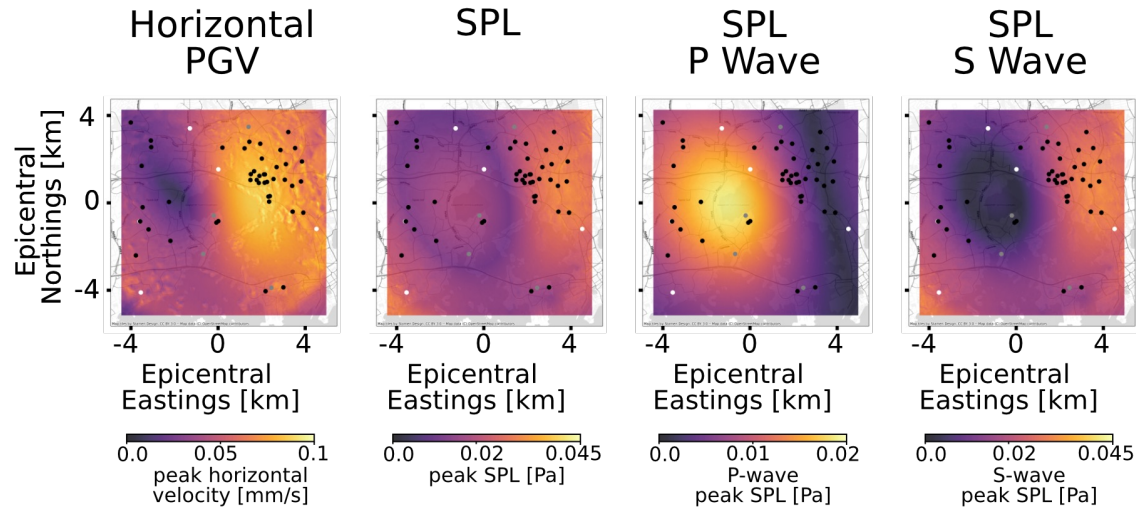 Horizontal
PGV
SPL
SPL
P Wave
SPL
S Wave
Epicentral
Northings [km]
4
0
-4
-4 0 4
-4 0 4
-4 0 4
-4 0 4
Epicentral
Eastings [km]
Epicentral
Eastings [km]
Epicentral
Eastings [km]
Epicentral
Eastings [km]
0.0 0.05 0.1
peak horizontal
velocity [mm/s]
0.0 0.02 0.045
peak SPL [Pa]
0.0 0.01 0.02
P-wave
peak SPL [Pa]
0.0 0.02 0.045
S-wave
peak SPL [Pa]